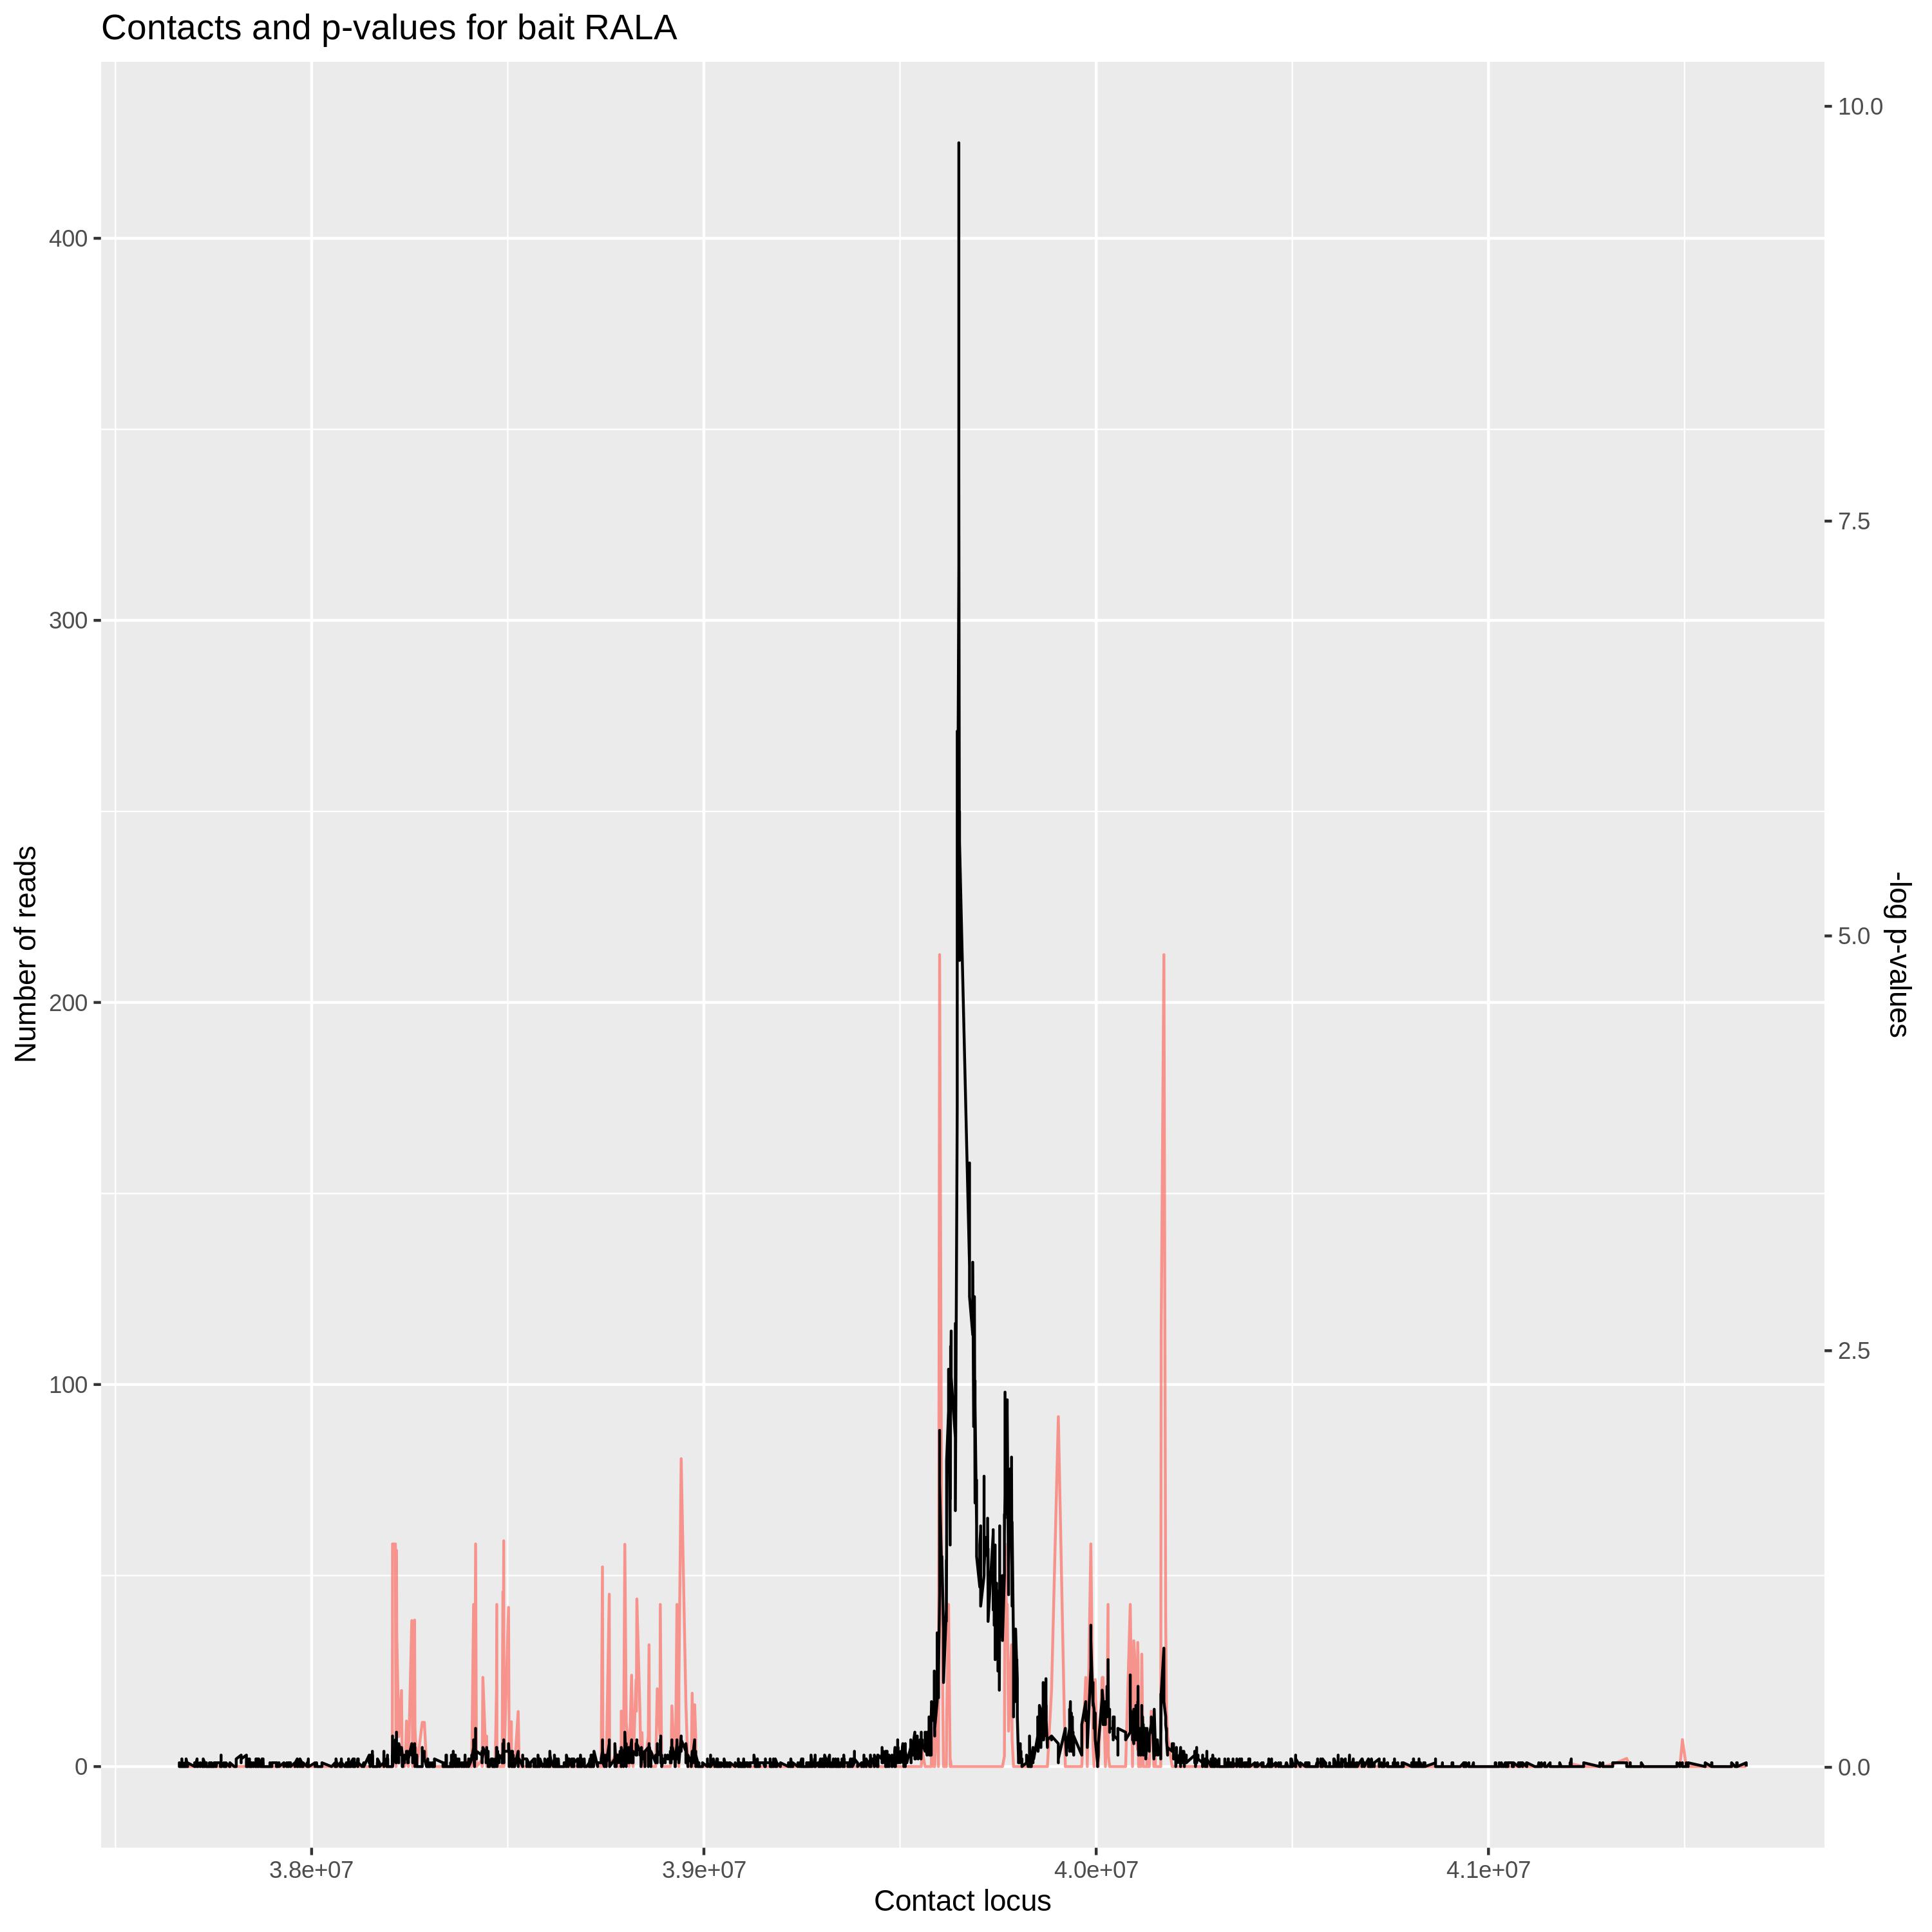 Contacts and p-values for bait RALA
Number of reads
400
300
200
100
0
10.0
7.5
5.0
2.5
0.0
-log p-values
3.8e+07
3.9e+07
4.0e+07
4.1e+07
Contact locus